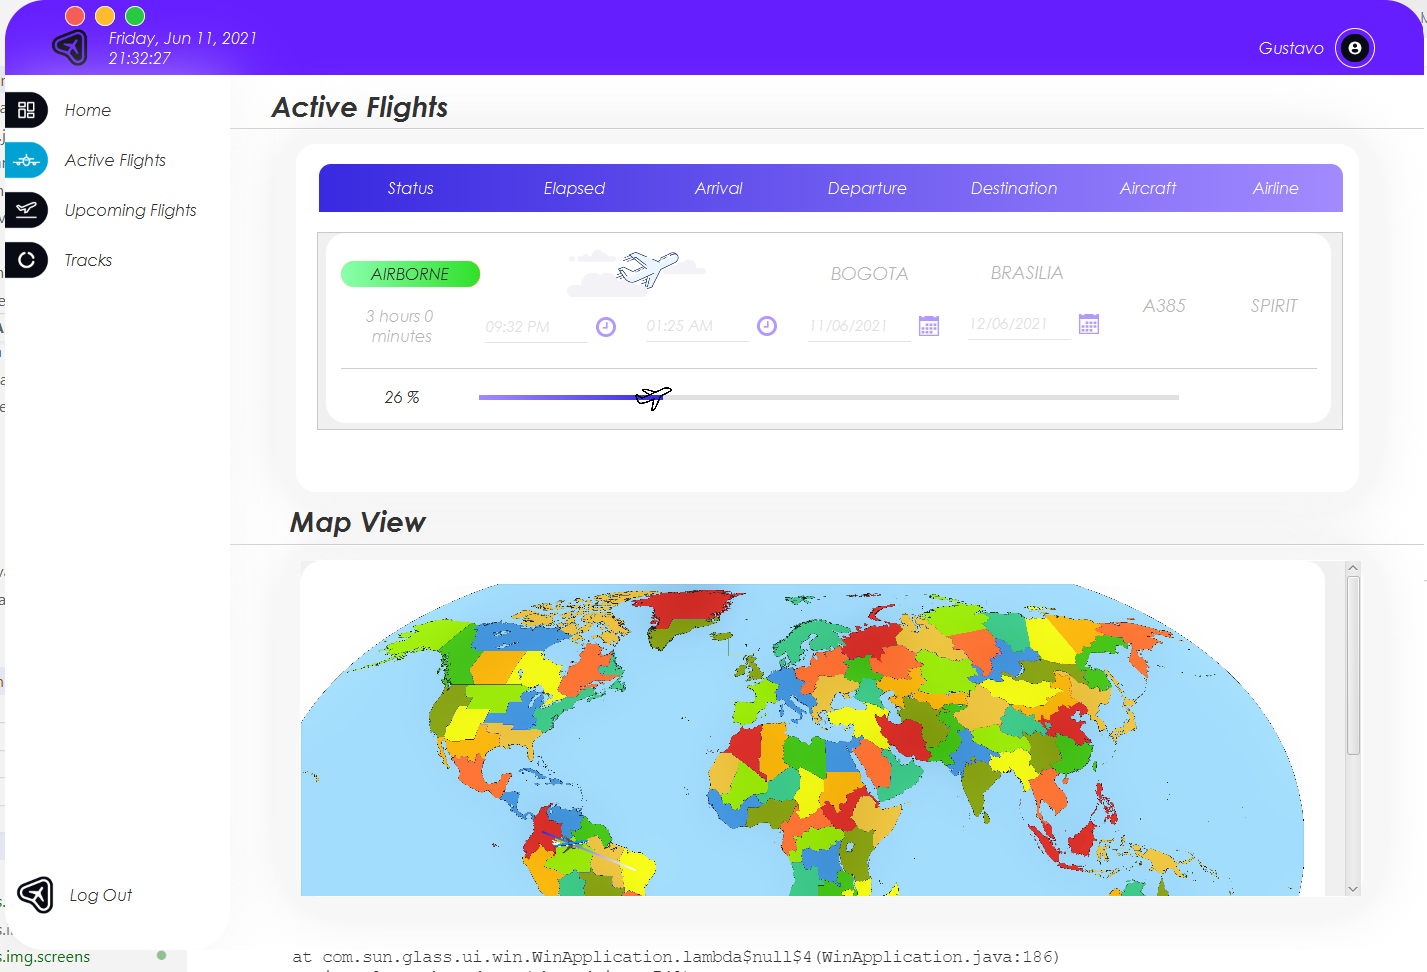 Friday, Jun 11, 2021
21:32:27
Gustavo
Home
Active Flights
Upcoming Flights
Tracks
Log Out
Active Flights
Status Elapsed Arrival Departure Destination Aircraft Airline
AIRBORNE
BOGOTA BRASILIA
3 hours 0
minutes
09:32 PM 01:25 AM 11/06/2021 12/06/2021
A385 SPIRIT
26 %
Map View
s.img.screens
at com.sun.glass.ui.win.WinApplication.lambda$null$4(WinApplication.java:186)